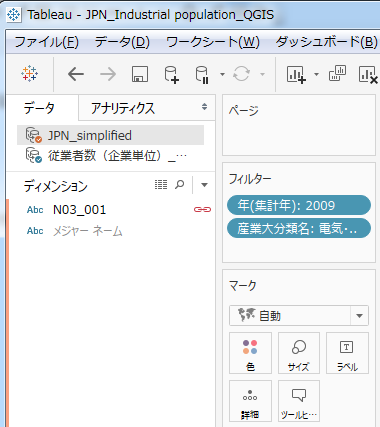 Tableau - JPN_Industrial population_QGIS
ファイル(F) データ(D) ワークシート(W) ダッシュボード(B)
データ アナリティクス
JPN_simplified
従業者数（企業単位）_…
ディメンション
Abc N03_001
Abc メジャー ネーム
ページ
フィルター
年(集計年): 2009
産業大分類名: 電気・..
マーク
自動
色 サイズ ラベル
詳細 ツールヒ…